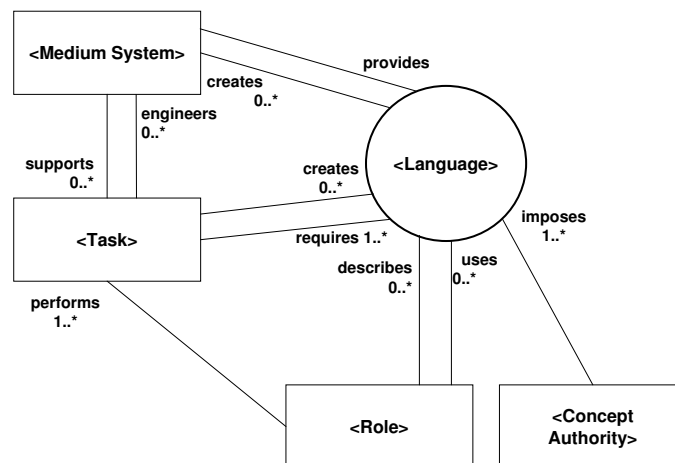 <Medium System>
provides
creates
0..*
engineers
0..*
supports
0..*
creates
0..*
<Language>
<Task>
requires 1..*
imposes
1..*
describes
0..*
uses
0..*
performs
1..*
<Role>
<Concept
Authority>